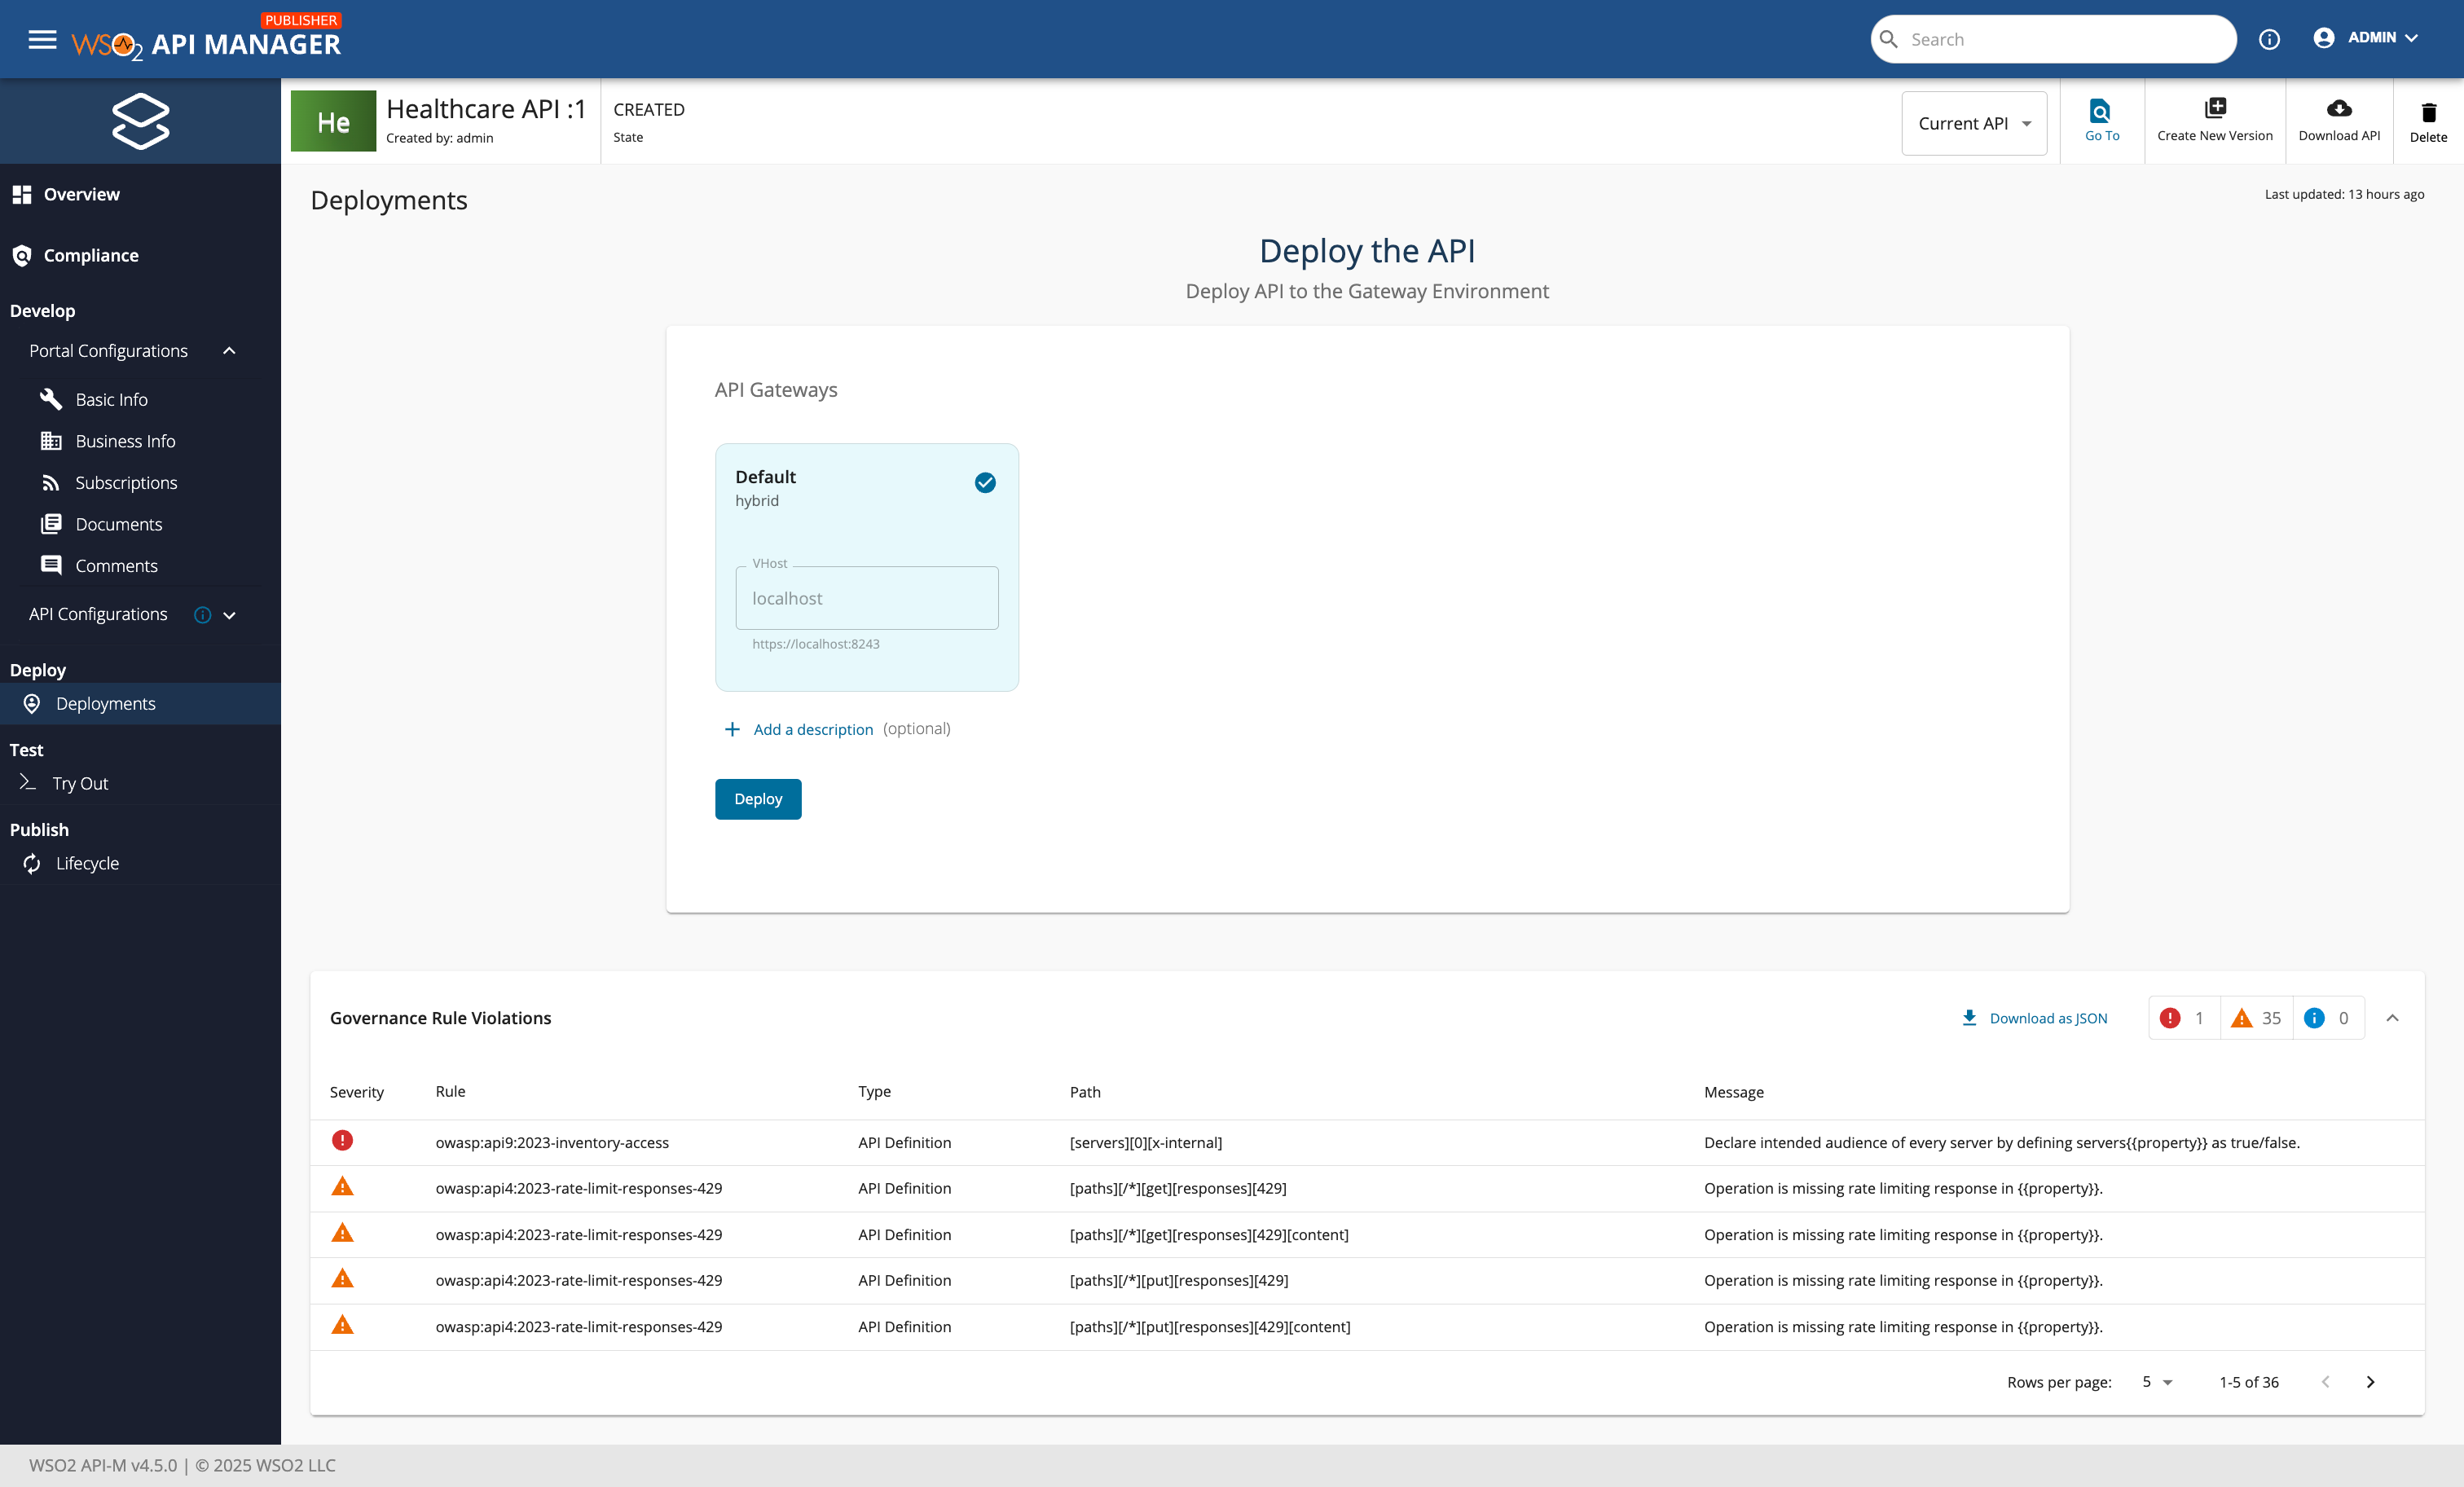 PUBLISHER
WSO2 API MANAGER
Search
ADMIN
He
Healthcare API :1
Created by: admin
CREATED
State
Current API
Go To
Create New Version
Download API
Delete
Overview
Compliance
Develop
Portal Configurations
Basic Info
Business Info
Subscriptions
Documents
Comments
API Configurations
Deploy
Deployments
Test
Try Out
Publish
Lifecycle
Deployments
Last updated: 13 hours ago
Deploy the API
Deploy API to the Gateway Environment
API Gateways
Default
hybrid
VHost
localhost
https://localhost:8243
Add a description (optional)
Deploy
Governance Rule Violations
Download as JSON
1 35 0
Severity Rule Type Path Message
owasp:api9:2023-inventory-access API Definition [servers][0][x-internal] Declare intended audience of every server by defining servers{{property}} as true/false.
owasp:api4:2023-rate-limit-responses-429 API Definition [paths][/*][get][responses][429] Operation is missing rate limiting response in {{property}}.
owasp:api4:2023-rate-limit-responses-429 API Definition [paths][/*][get][responses][429][content] Operation is missing rate limiting response in {{property}}.
owasp:api4:2023-rate-limit-responses-429 API Definition [paths][/*][put][responses][429] Operation is missing rate limiting response in {{property}}.
owasp:api4:2023-rate-limit-responses-429 API Definition [paths][/*][put][responses][429][content] Operation is missing rate limiting response in {{property}}.
Rows per page: 5 1-5 of 36
WSO2 API-M v4.5.0 | © 2025 WSO2 LLC